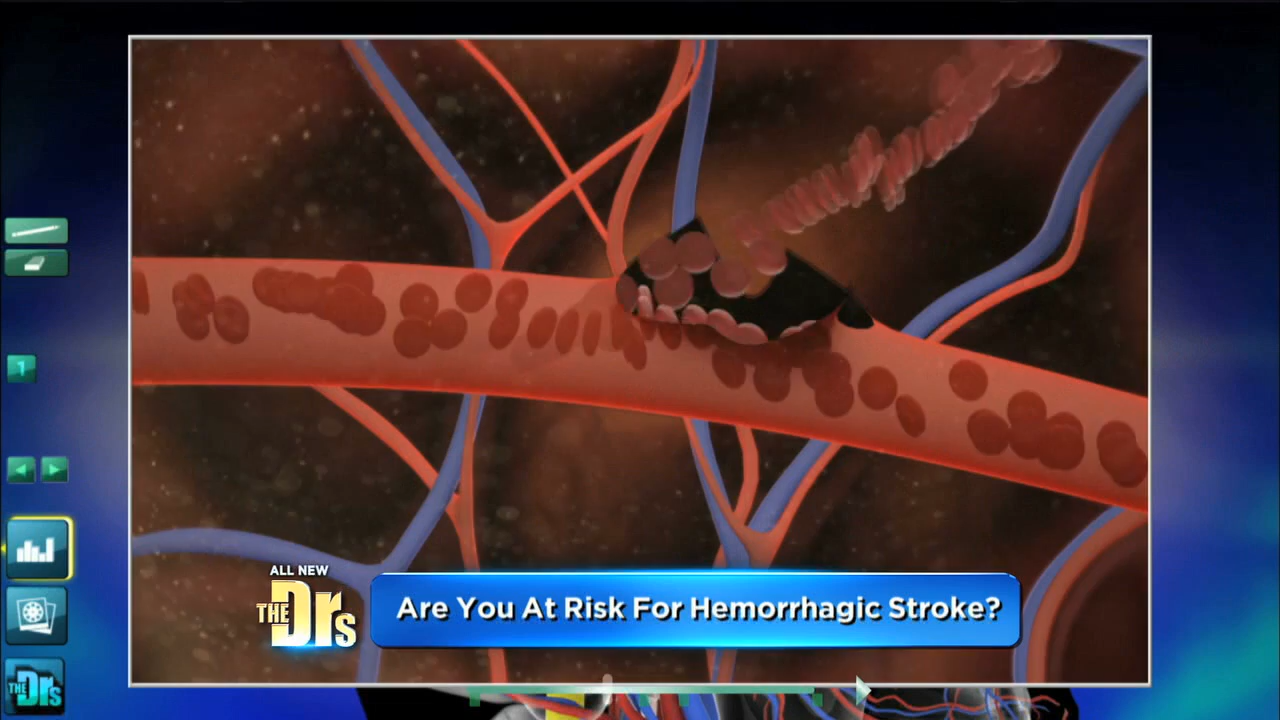 1
ALL NEW
THE Drs
Are You At Risk For Hemorrhagic Stroke?
THE Drs